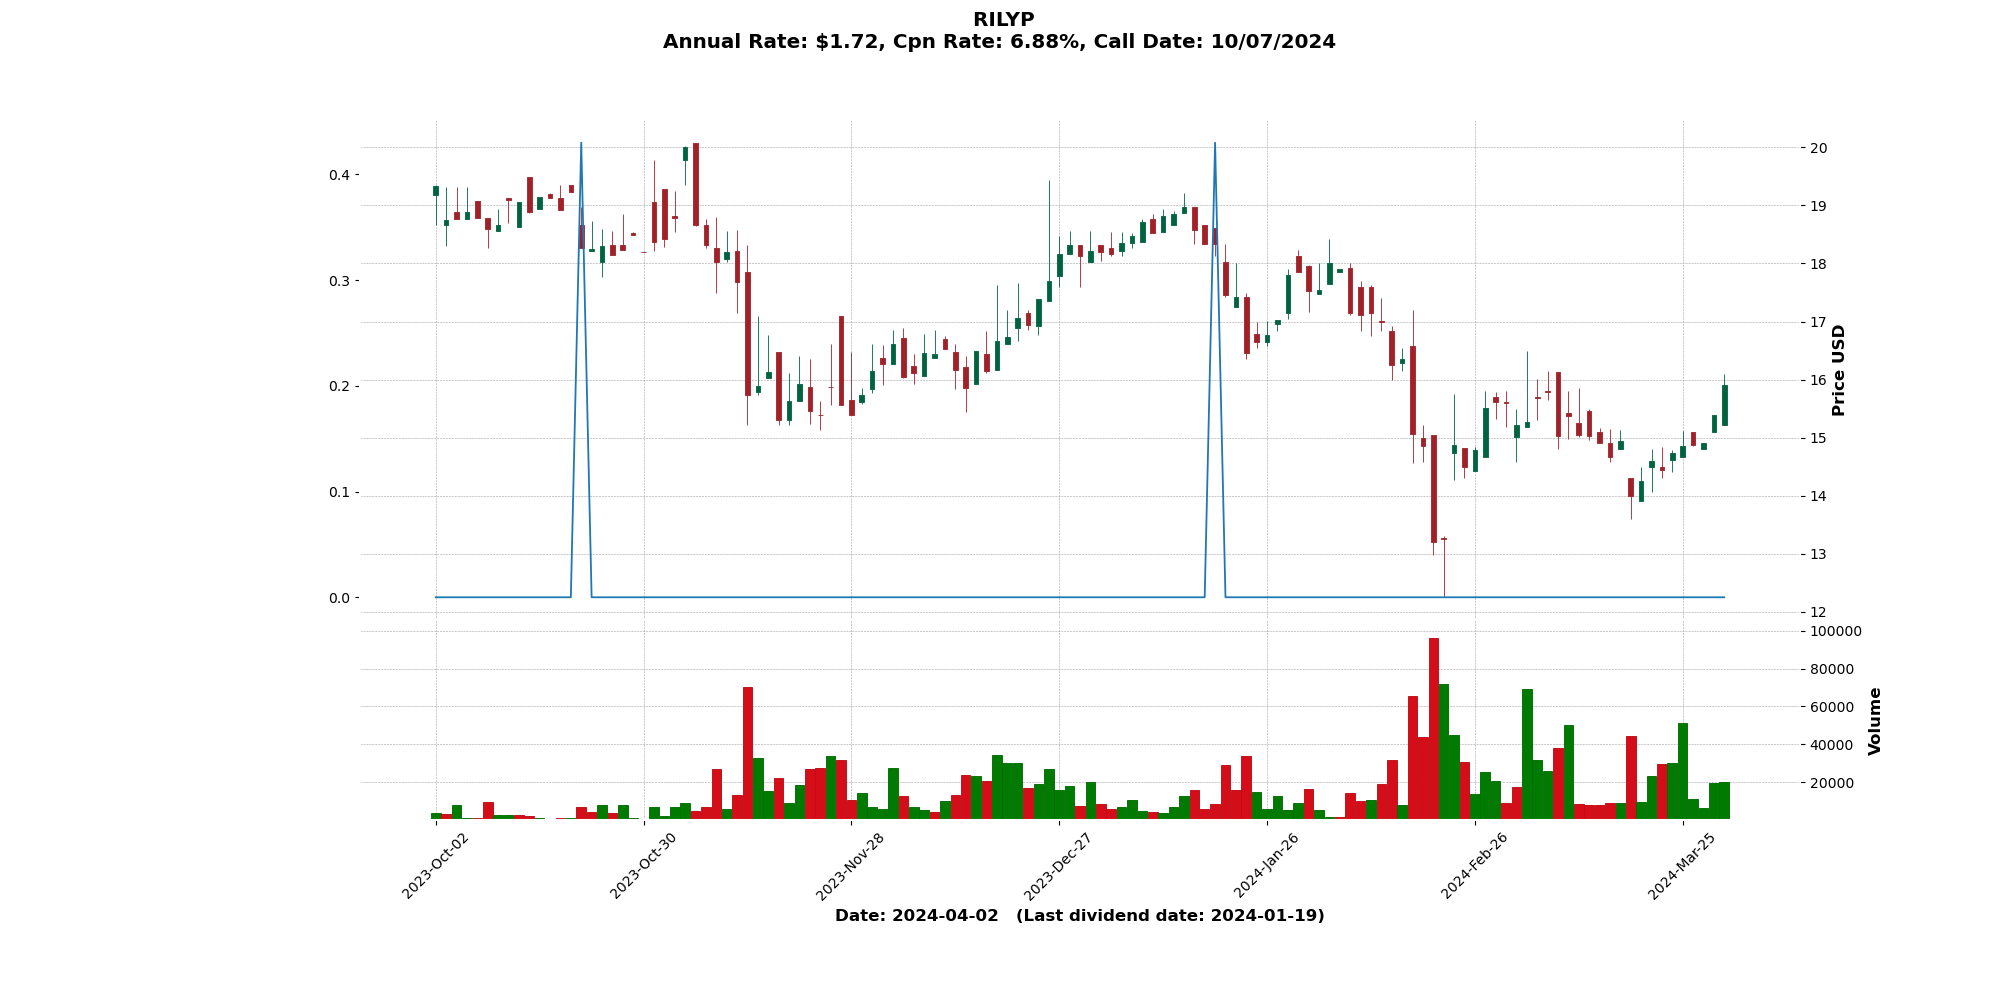 RILYP
Annual Rate: $1.72, Cpn Rate: 6.88%, Call Date: 10/07/2024
0.4
0.3
0.2
0.1
0.0
20
19
18
17
16
15
14
13
12
Price USD
100000
80000
60000
40000
20000
Volume
2023-Oct-02
2023-Oct-30
2023-Nov-28
2023-Dec-27
2024-Jan-26
2024-Feb-26
2024-Mar-25
Date: 2024-04-02 (Last dividend date: 2024-01-19)